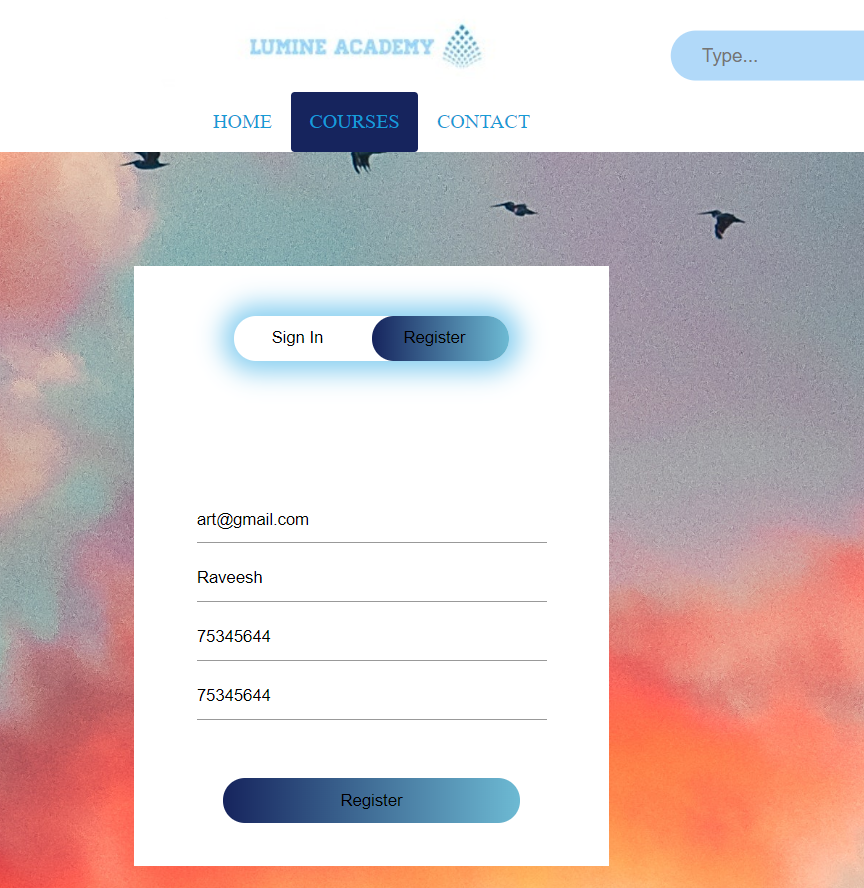 LUMINE ACADEMY
Type...
HOME COURSES CONTACT
Sign In Register
art@gmail.com
Raveesh
75345644
75345644
Register